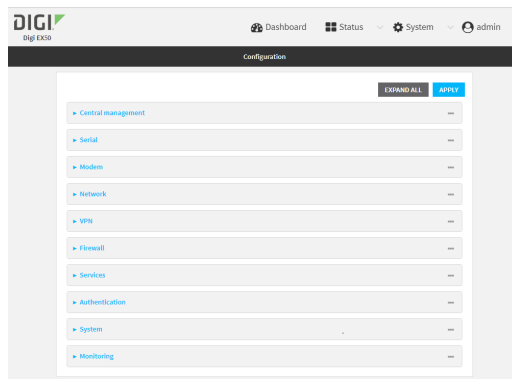 DIGI
Digi EX50
Dashboard Status System admin
Configuration
EXPAND ALL APPLY
Central management
Serial
Modem
Network
VPN
Firewall
Services
Authentication
System
Monitoring